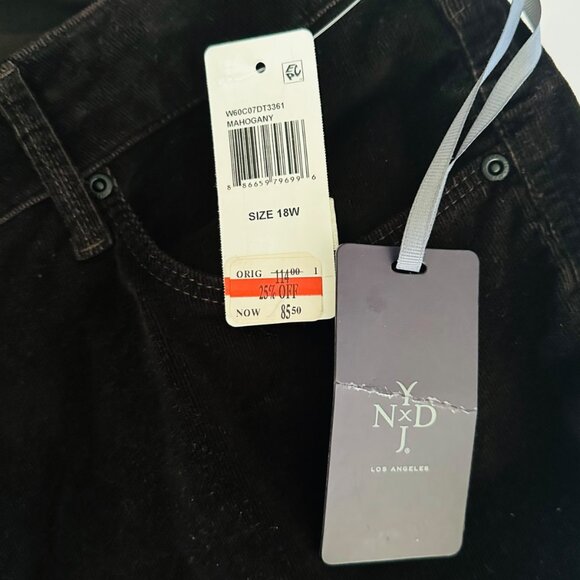 W60C07DT3361
MAHOGANY
8 86659 79699 6
SIZE 18W
ORIG 114.00 1
25% OFF
NOW 85.50
Y
N x D
J®
LOS ANGELES